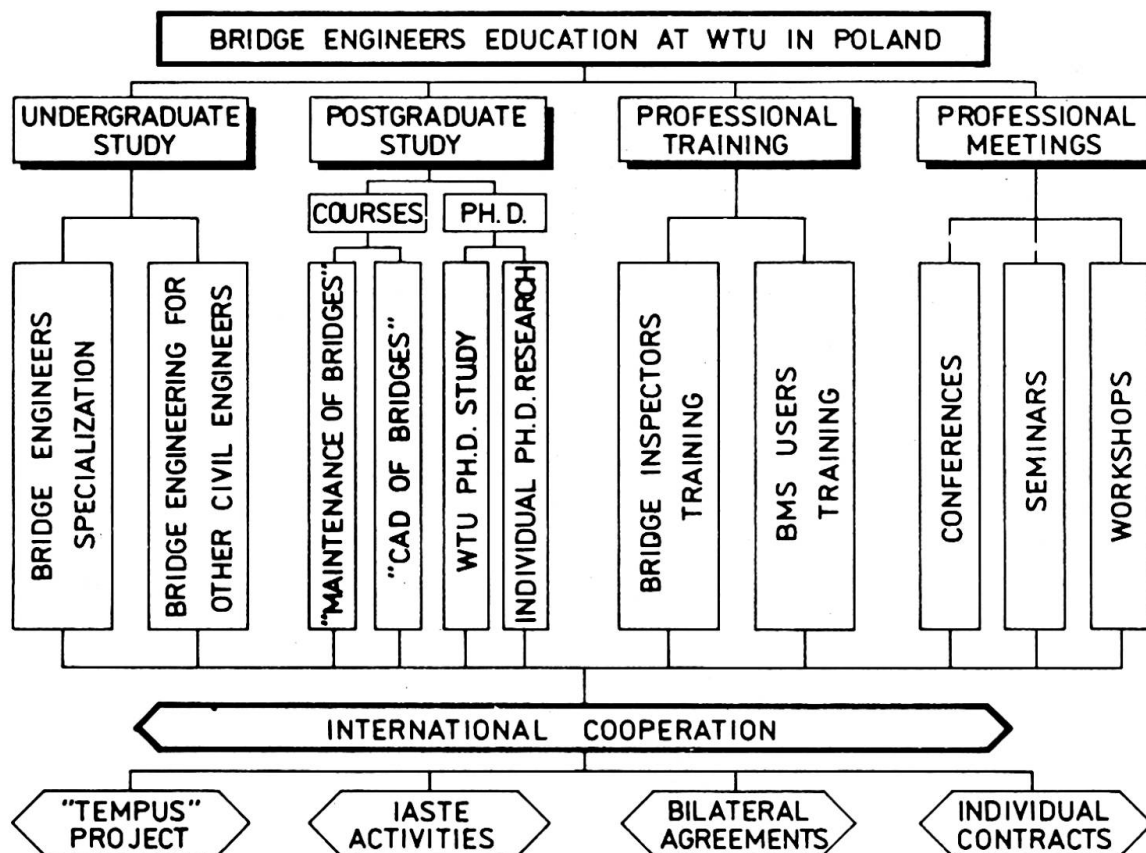 BRIDGE ENGINEERS EDUCATION AT WTU IN POLAND
UNDERGRADUATE
STUDY
POSTGRADUATE
STUDY
PROFESSIONAL
TRAINING
PROFESSIONAL
MEETINGS
COURSES
PH. D.
BRIDGE ENGINEERS
SPECIALIZATION
BRIDGE ENGINEERING FOR
OTHER CIVIL ENGINEERS
"MAINTENANCE OF BRIDGES"
"CAD OF BRIDGES"
WTU PH.D. STUDY
INDIVIDUAL PH.D. RESEARCH
BRIDGE INSPECTORS
TRAINING
BMS USERS
TRAINING
CONFERENCES
SEMINARS
WORKSHOPS
INTERNATIONAL COOPERATION
"TEMPUS"
PROJECT
IASTE
ACTIVITIES
BILATERAL
AGREEMENTS
INDIVIDUAL
CONTRACTS